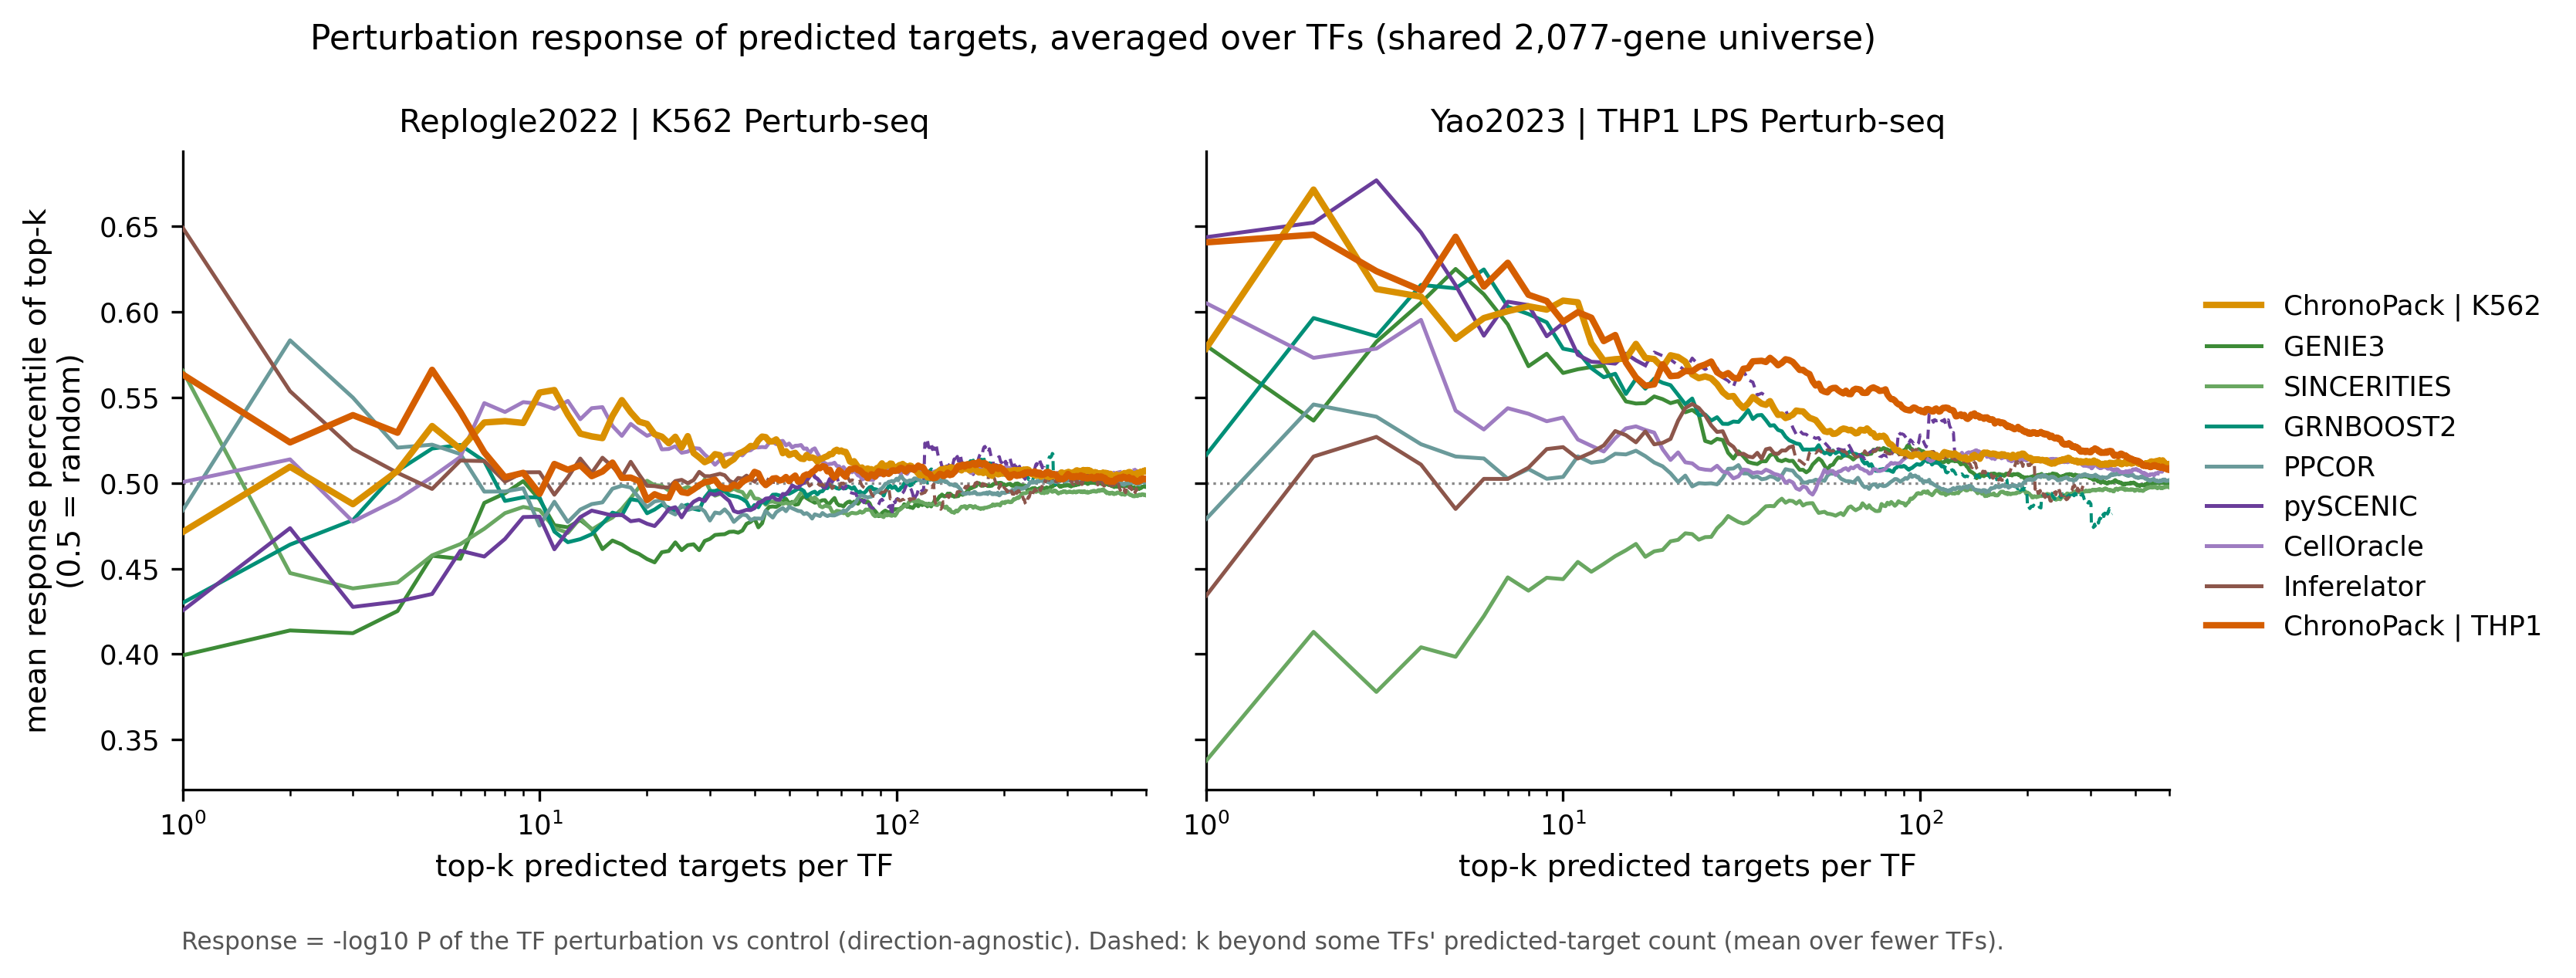 Perturbation response of predicted targets, averaged over TFs (shared 2,077-gene universe)
Replogle2022 | K562 Perturb-seq
mean response percentile of top-k
(0.5 = random)
0.65
0.60
0.55
0.50
0.45
0.40
0.35
10⁰
10¹
10²
top-k predicted targets per TF
Yao2023 | THP1 LPS Perturb-seq
10⁰
10¹
10²
top-k predicted targets per TF
ChronoPack | K562
GENIE3
SINCERITIES
GRNBOOST2
PPCOR
pySCENIC
CellOracle
Inferelator
ChronoPack | THP1
Response = -log10 P of the TF perturbation vs control (direction-agnostic). Dashed: k beyond some TFs' predicted-target count (mean over fewer TFs).